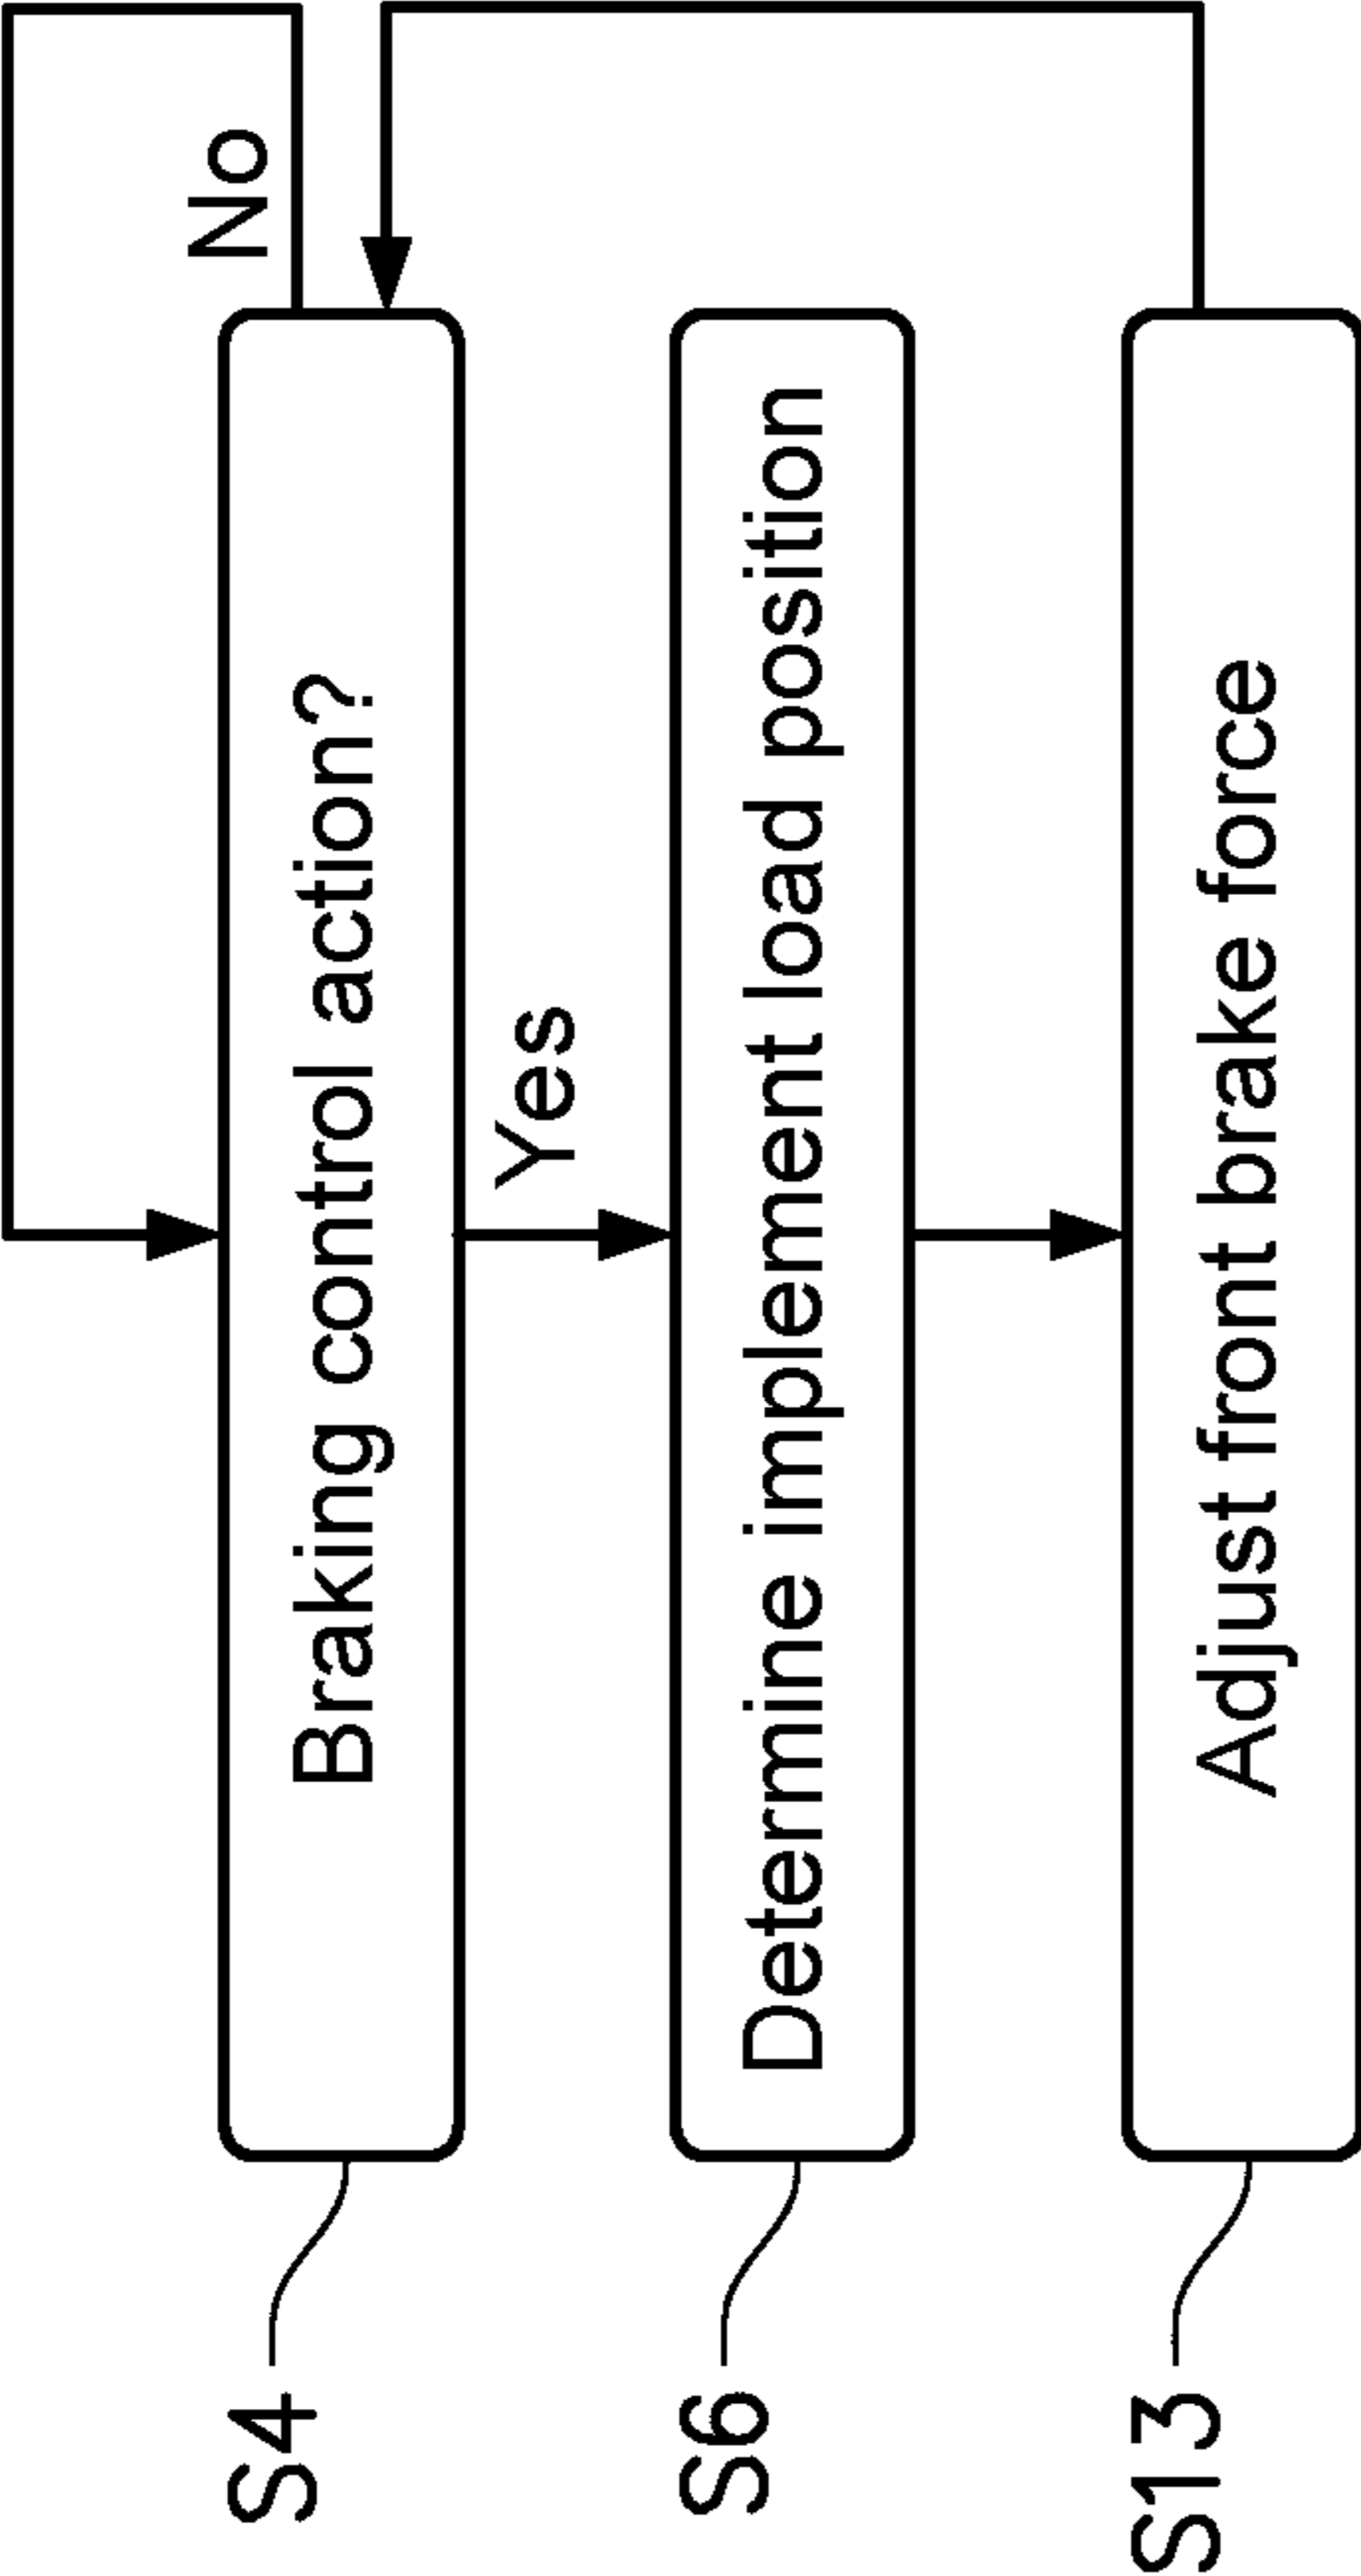 No
S4
Braking control action?
Yes
S6
Determine implement load position
S13
Adjust front brake force